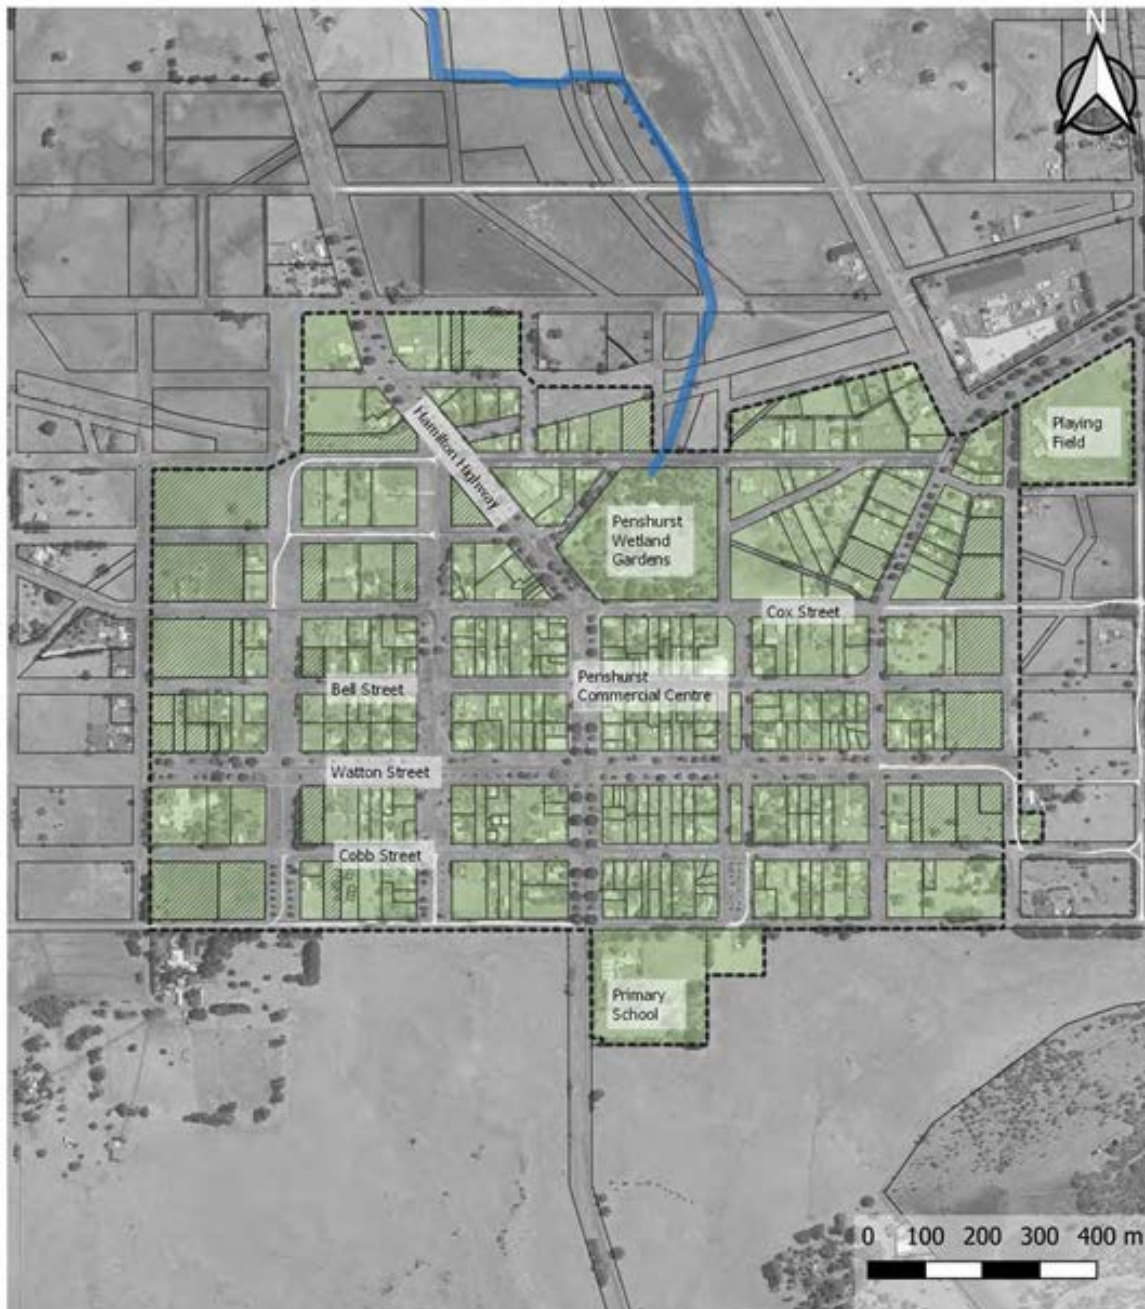 N
Hamilton Highway
Playing
Field
Penshurst
Wetland
Gardens
Cox Street
Penshurst
Commercial Centre
Bell Street
Watton Street
Cobb Street
Primary
School
0 100 200 300 400 m